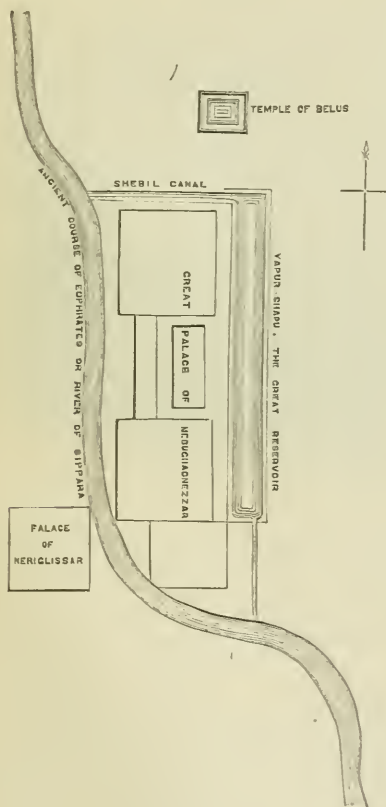 TEMPLE OF BELUS
SHEBIL CANAL
ANCIENT COURSE OF EUPHRATES OR RIVER OF SIPPARA
YAPUR-SHAPU, THE GREAT RESERVOIR
GREAT
PALACE OF
NEBUCHADNEZZAR
PALACE
OF
NERIGLISSAR